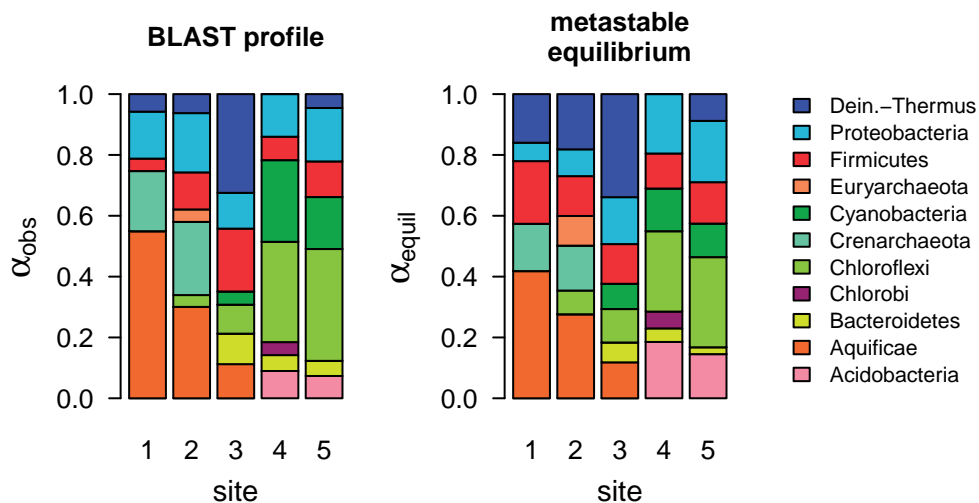 BLAST profile
metastable
equilibrium
αobs
1.0
0.8
0.6
0.4
0.2
0.0
1 2 3 4 5
site
αequil
1.0
0.8
0.6
0.4
0.2
0.0
1 2 3 4 5
site
Dein.−Thermus
Proteobacteria
Firmicutes
Euryarchaeota
Cyanobacteria
Crenarchaeota
Chloroflexi
Chlorobi
Bacteroidetes
Aquificae
Acidobacteria